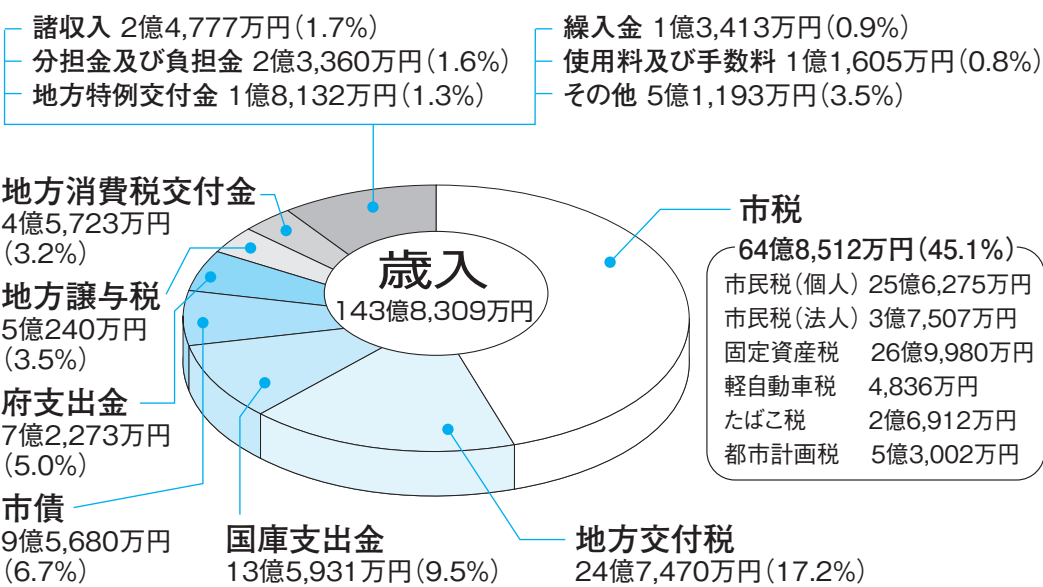 諸収入 2億4,777万円(1.7%)
分担金及び負担金 2億3,360万円(1.6%)
地方特例交付金 1億8,132万円(1.3%)
繰入金 1億3,413万円(0.9%)
使用料及び手数料 1億1,605万円(0.8%)
その他 5億1,193万円(3.5%)
地方消費税交付金
4億5,723万円
(3.2%)
地方譲与税
5億240万円
(3.5%)
府支出金
7億2,273万円
(5.0%)
市債
9億5,680万円
(6.7%)
国庫支出金
13億5,931万円(9.5%)
地方交付税
24億7,470万円(17.2%)
歳入
143億8,309万円
市税
64億8,512万円(45.1%)
市民税(個人) 25億6,275万円
市民税(法人) 3億7,507万円
固定資産税 26億9,980万円
軽自動車税 4,836万円
たばこ税 2億6,912万円
都市計画税 5億3,002万円